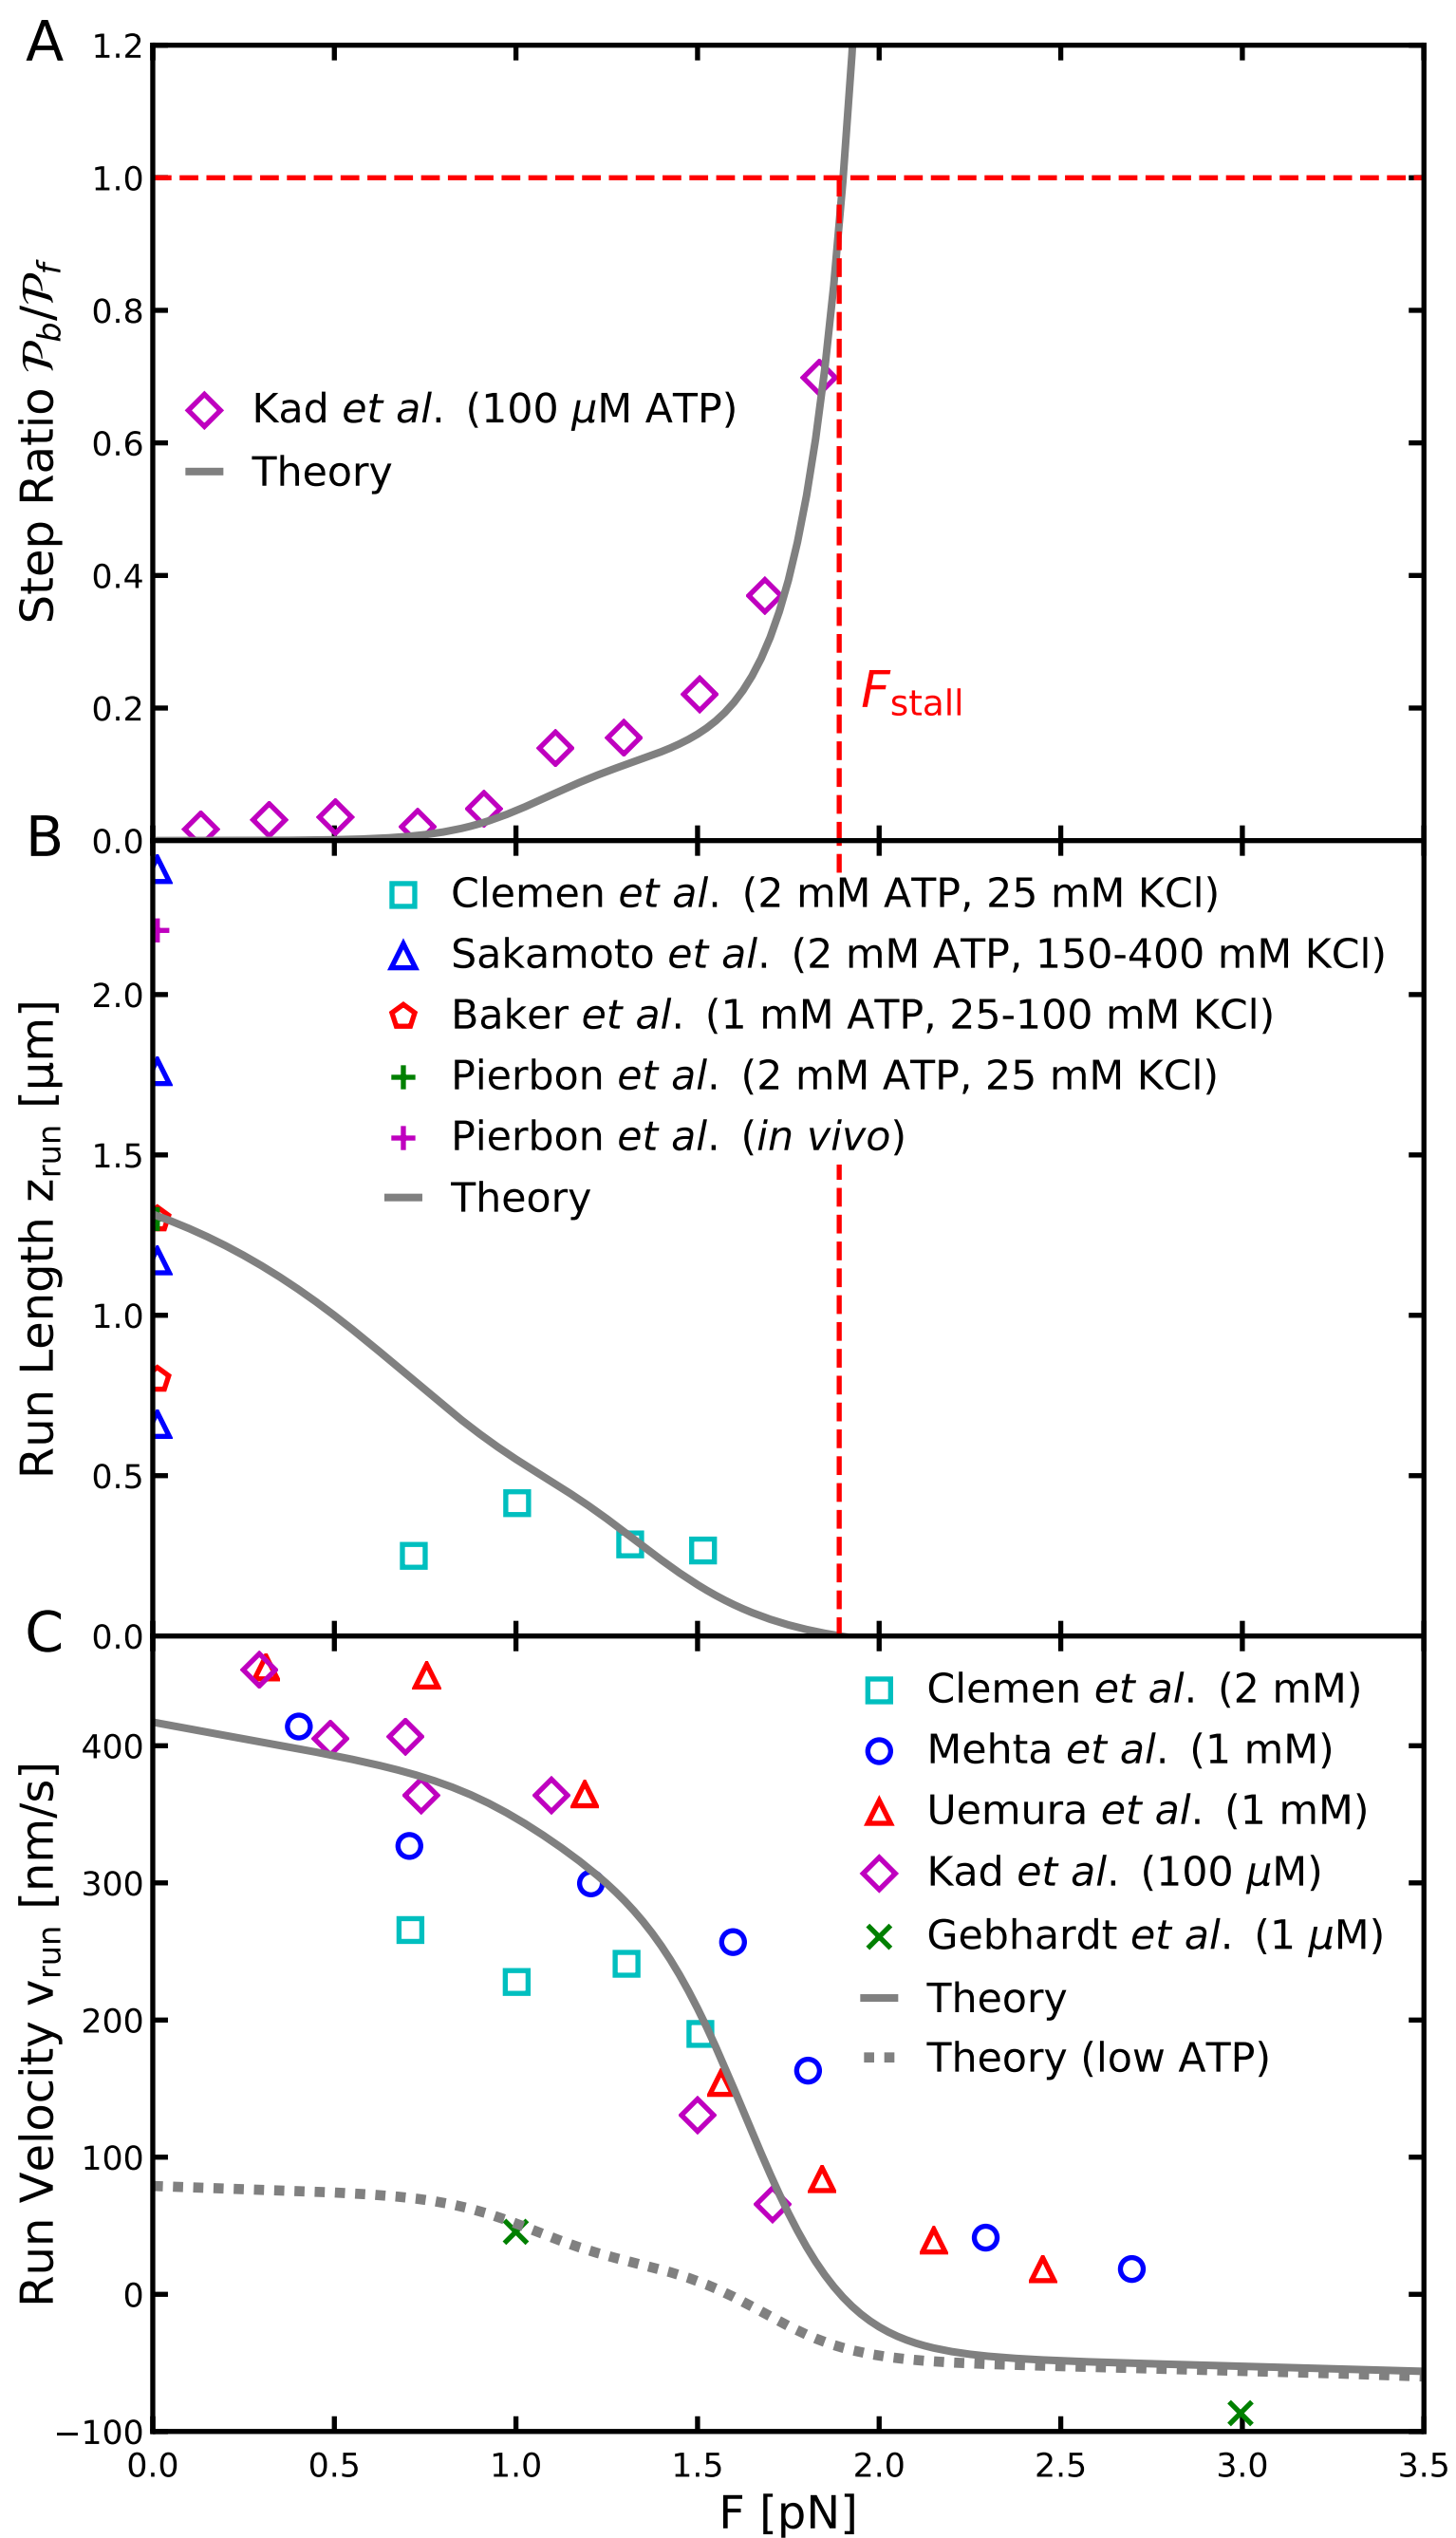 A
1.2
1.0
0.8
0.6
0.4
0.2
0.0
Step Ratio 𝒫b/𝒫f
Kad et al. (100 μM ATP)
Theory
Fstall
B
2.0
1.5
1.0
0.5
0.0
Run Length zrun [μm]
Clemen et al. (2 mM ATP, 25 mM KCl)
Sakamoto et al. (2 mM ATP, 150-400 mM KCl)
Baker et al. (1 mM ATP, 25-100 mM KCl)
Pierbon et al. (2 mM ATP, 25 mM KCl)
Pierbon et al. (in vivo)
Theory
C
400
300
200
100
0
−100
Run Velocity vrun [nm/s]
Clemen et al. (2 mM)
Mehta et al. (1 mM)
Uemura et al. (1 mM)
Kad et al. (100 μM)
Gebhardt et al. (1 μM)
Theory
Theory (low ATP)
0.0 0.5 1.0 1.5 2.0 2.5 3.0 3.5
F [pN]